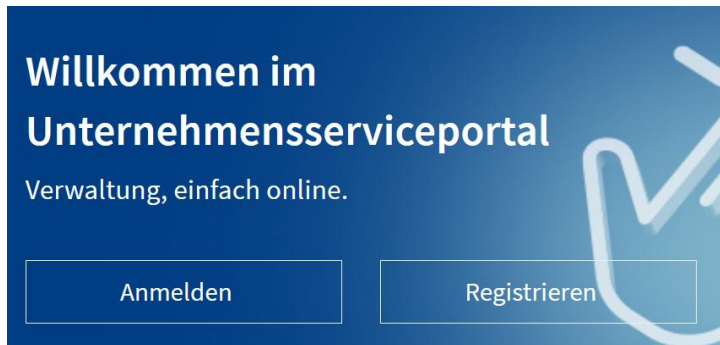 Willkommen im
Unternehmensserviceportal
Verwaltung, einfach online.
Anmelden
Registrieren